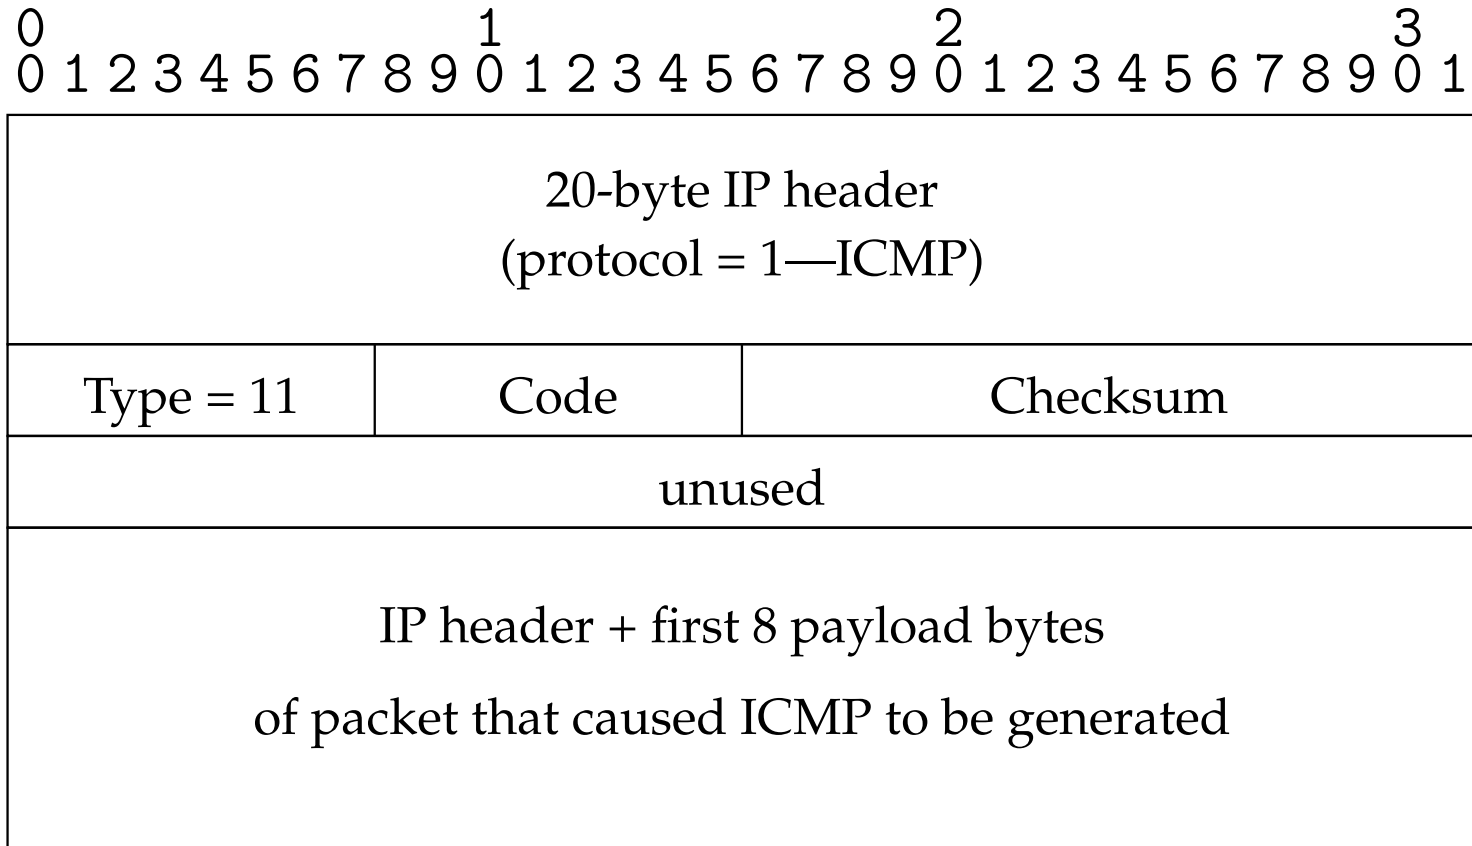 0 1 2 3
0 1 2 3 4 5 6 7 8 9 0 1 2 3 4 5 6 7 8 9 0 1 2 3 4 5 6 7 8 9 0 1
20-byte IP header
(protocol = 1—ICMP)
Type = 11 Code Checksum
unused
IP header + first 8 payload bytes
of packet that caused ICMP to be generated